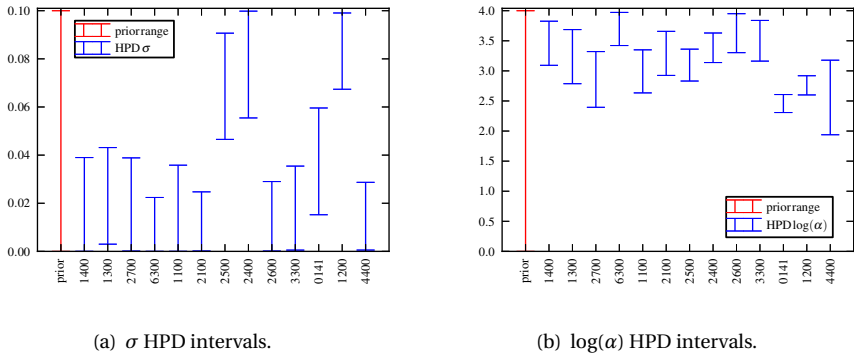 0.10
0.08
0.06
0.04
0.02
0.00
prior range
HPD σ
prior 1400 1300 2700 6300 1100 2100 2500 2400 2600 3300 0141 1200 4400
(a) σ HPD intervals.
4.0
3.5
3.0
2.5
2.0
1.5
1.0
0.5
0.0
prior range
HPD log(α)
prior 1400 1300 2700 6300 1100 2100 2500 2400 2600 3300 0141 1200 4400
(b) log(α) HPD intervals.